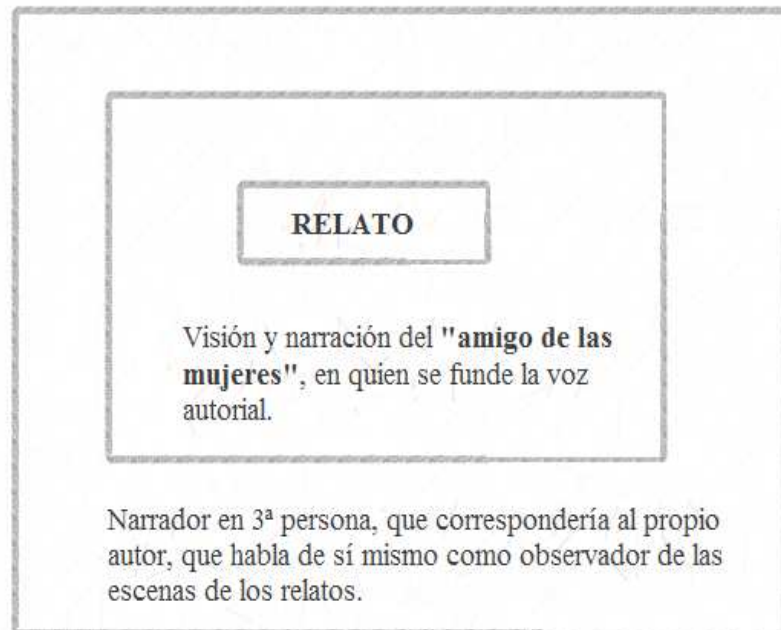 RELATO
Visión y narración del "amigo de las
mujeres", en quien se funde la voz
autorial.
Narrador en 3ª persona, que correspondería al propio
autor, que habla de sí mismo como observador de las
escenas de los relatos.